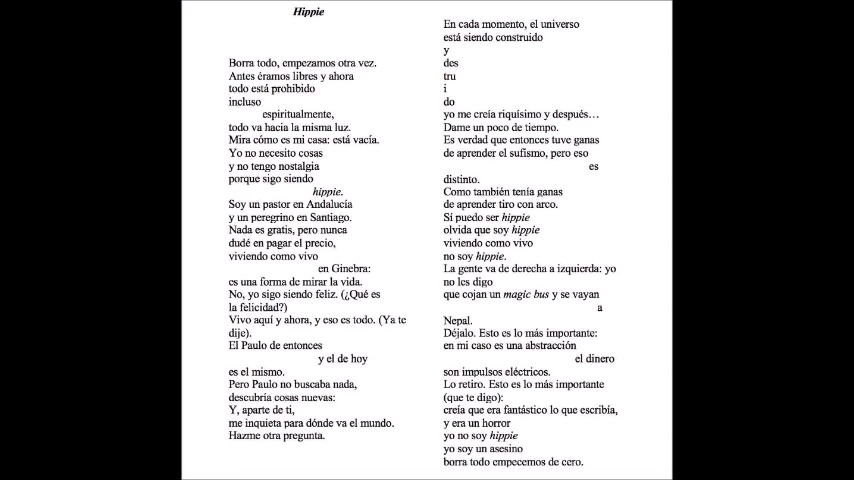 Hippie
Borra todo, empezamos otra vez.
Antes éramos libres y ahora
todo está prohibido
incluso
espiritualmente,
todo va hacia la misma luz.
Mira cómo es mi casa: está vacía.
Yo no necesito cosas
y no tengo nostalgia
porque sigo siendo
hippie.
Soy un pastor en Andalucía
y un peregrino en Santiago.
Nada es gratis, pero nunca
dudé en pagar el precio,
viviendo como vivo
en Ginebra:
es una forma de mirar la vida.
No, yo sigo siendo feliz. (¿Qué es
la felicidad?)
Vivo aquí y ahora, y eso es todo. (Ya te
dije).
El Paulo de entonces
y el de hoy
es el mismo.
Pero Paulo no buscaba nada,
descubría cosas nuevas:
Y, aparte de ti,
me inquieta para dónde va el mundo.
Hazme otra pregunta.
En cada momento, el universo
está siendo construido
y
des
tru
i
do
yo me creía riquísimo y después…
Dame un poco de tiempo.
Es verdad que entonces tuve ganas
de aprender el sufismo, pero eso
es
distinto.
Como también tenía ganas
de aprender tiro con arco.
Si puedo ser hippie
olvida que soy hippie
viviendo como vivo
no soy hippie.
La gente va de derecha a izquierda: yo
no les digo
que cojan un magic bus y se vayan
a
Nepal.
Déjalo. Esto es lo más importante:
en mi caso es una abstracción
el dinero
son impulsos eléctricos.
Lo retiro. Esto es lo más importante
(que te digo):
creía que era fantástico lo que escribía,
y era un horror
yo no soy hippie
yo soy un asesino
borra todo empecemos de cero.